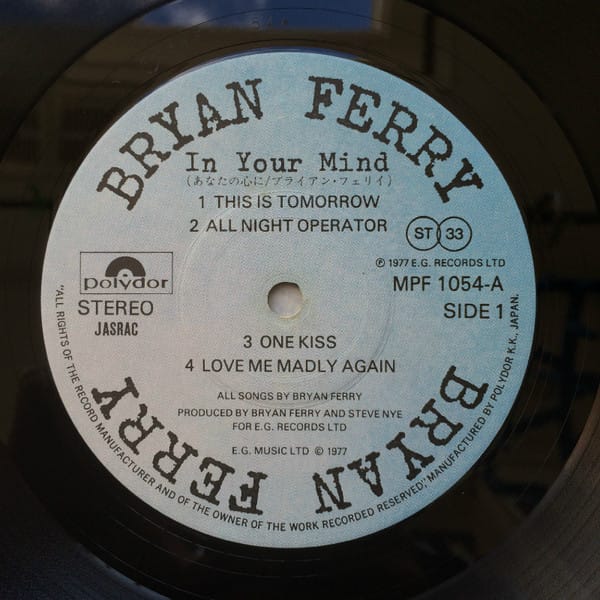 BRYAN FERRY
In Your Mind
(あなたの心に/ブライアン・フェリイ)
1 THIS IS TOMORROW
2 ALL NIGHT OPERATOR
ST 33
Ⓟ 1977 E.G. RECORDS LTD
polydor
MPF 1054-A
STEREO
SIDE 1
JASRAC
3 ONE KISS
4 LOVE ME MADLY AGAIN
ALL SONGS BY BRYAN FERRY
PRODUCED BY BRYAN FERRY AND STEVE NYE
FOR E.G. RECORDS LTD
E.G. MUSIC LTD © 1977
BRYAN FERRY
"ALL RIGHTS OF THE RECORD MANUFACTURER AND OF THE OWNER OF THE WORK RECORDED RESERVED," MANUFACTURED BY POLYDOR K.K., JAPAN.